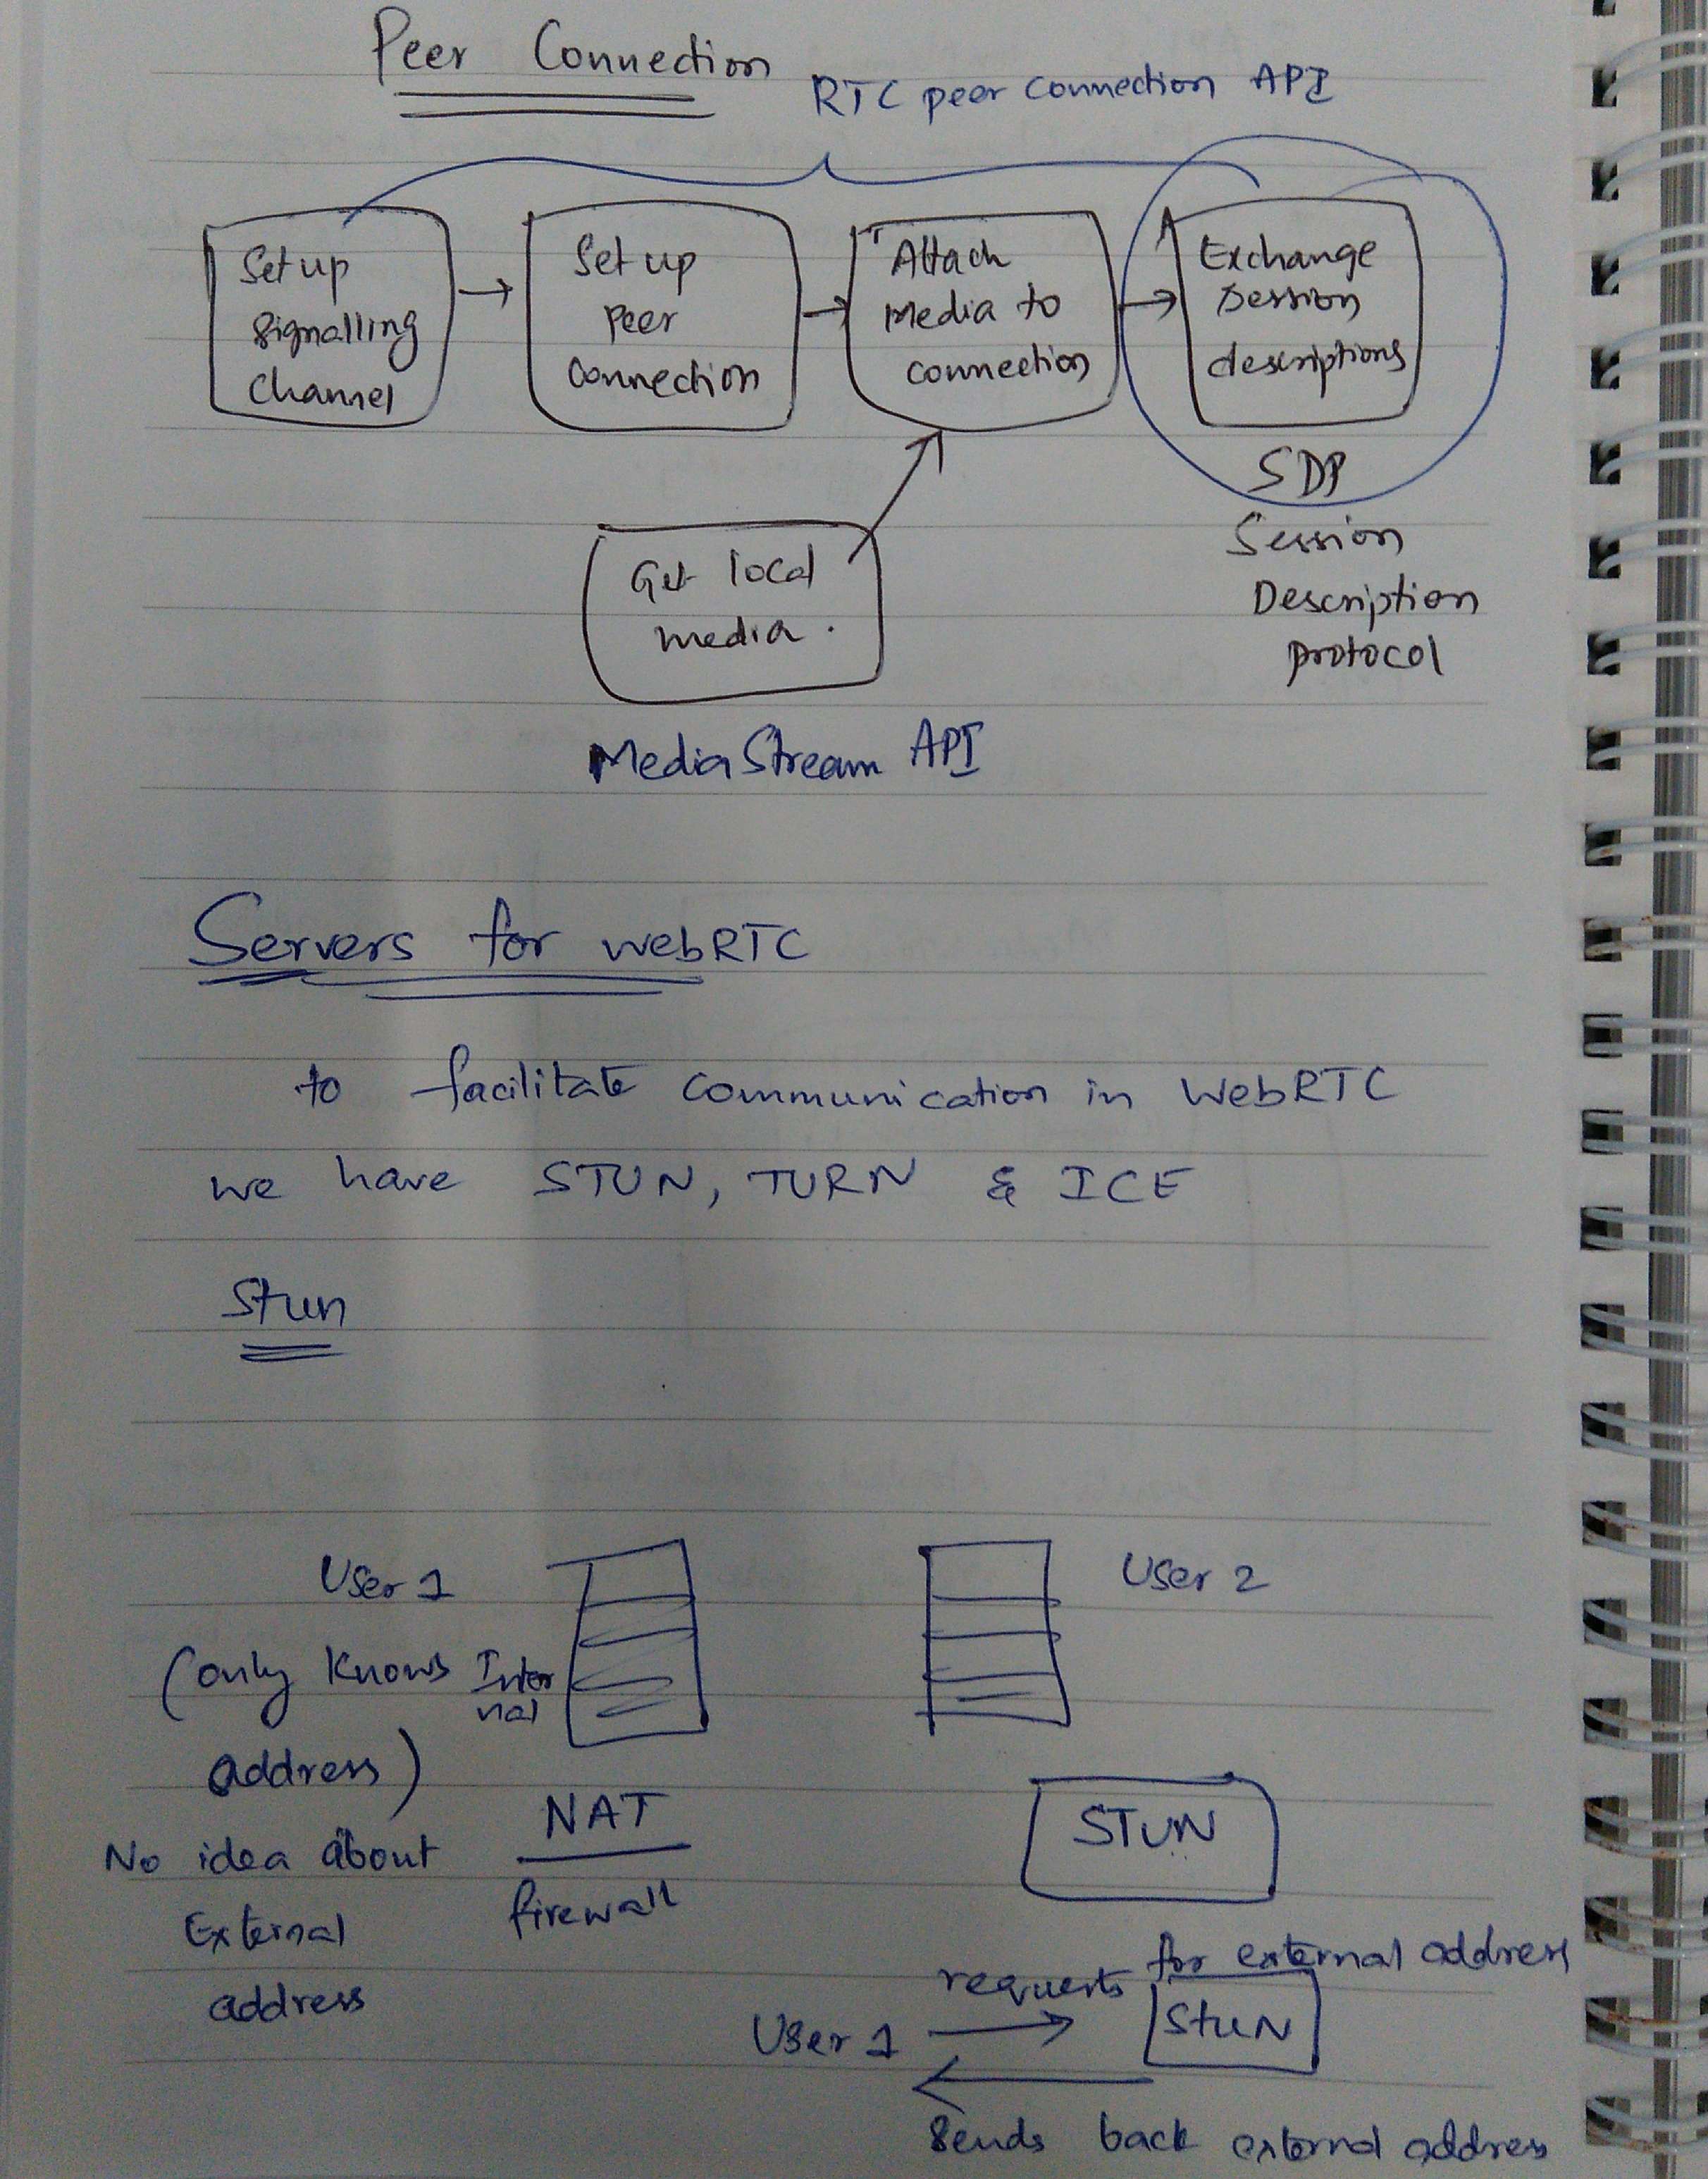 Peer Connection
RTC peer connection API
Set up
Signalling
Channel
Set up
Peer
Connection
Attach
Media to
connection
Exchange
Session
descriptions
SDP
Session
Description
protocol
Get local
media.
MediaStream API
Servers for WebRTC
to facilitate communication in WebRTC
we have STUN, TURN & ICE
Stun
User 1
User 2
(only knows Inter
nal
address)
NAT
STUN
No idea about
firewall
External
address
requests for external address
User 1
STUN
Sends back external address